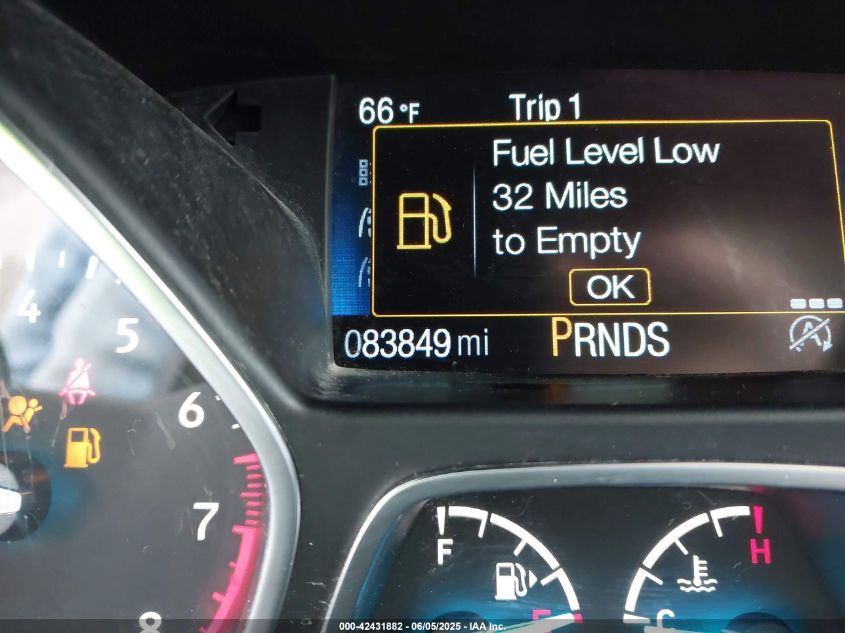 66 °F Trip 1
Fuel Level Low
32 Miles
to Empty
OK
083849 mi PRNDS
A
4
5
6
7
8
F
E
H
C
000-42431882 - 06/05/2025 - IAA Inc.